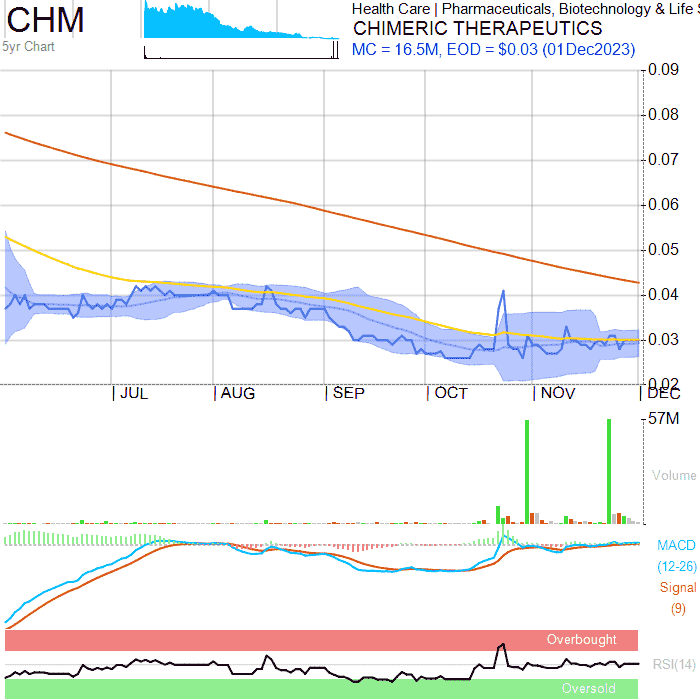 CHM
5yr Chart
Health Care | Pharmaceuticals, Biotechnology & Life S
CHIMERIC THERAPEUTICS
MC = 16.5M, EOD = $0.03 (01Dec2023)
0.09
0.08
0.07
0.06
0.05
0.04
0.03
0.02
JUL AUG SEP OCT NOV DEC
57M
Volume
MACD
(12-26)
Signal
(9)
Overbought
RSI(14)
Oversold